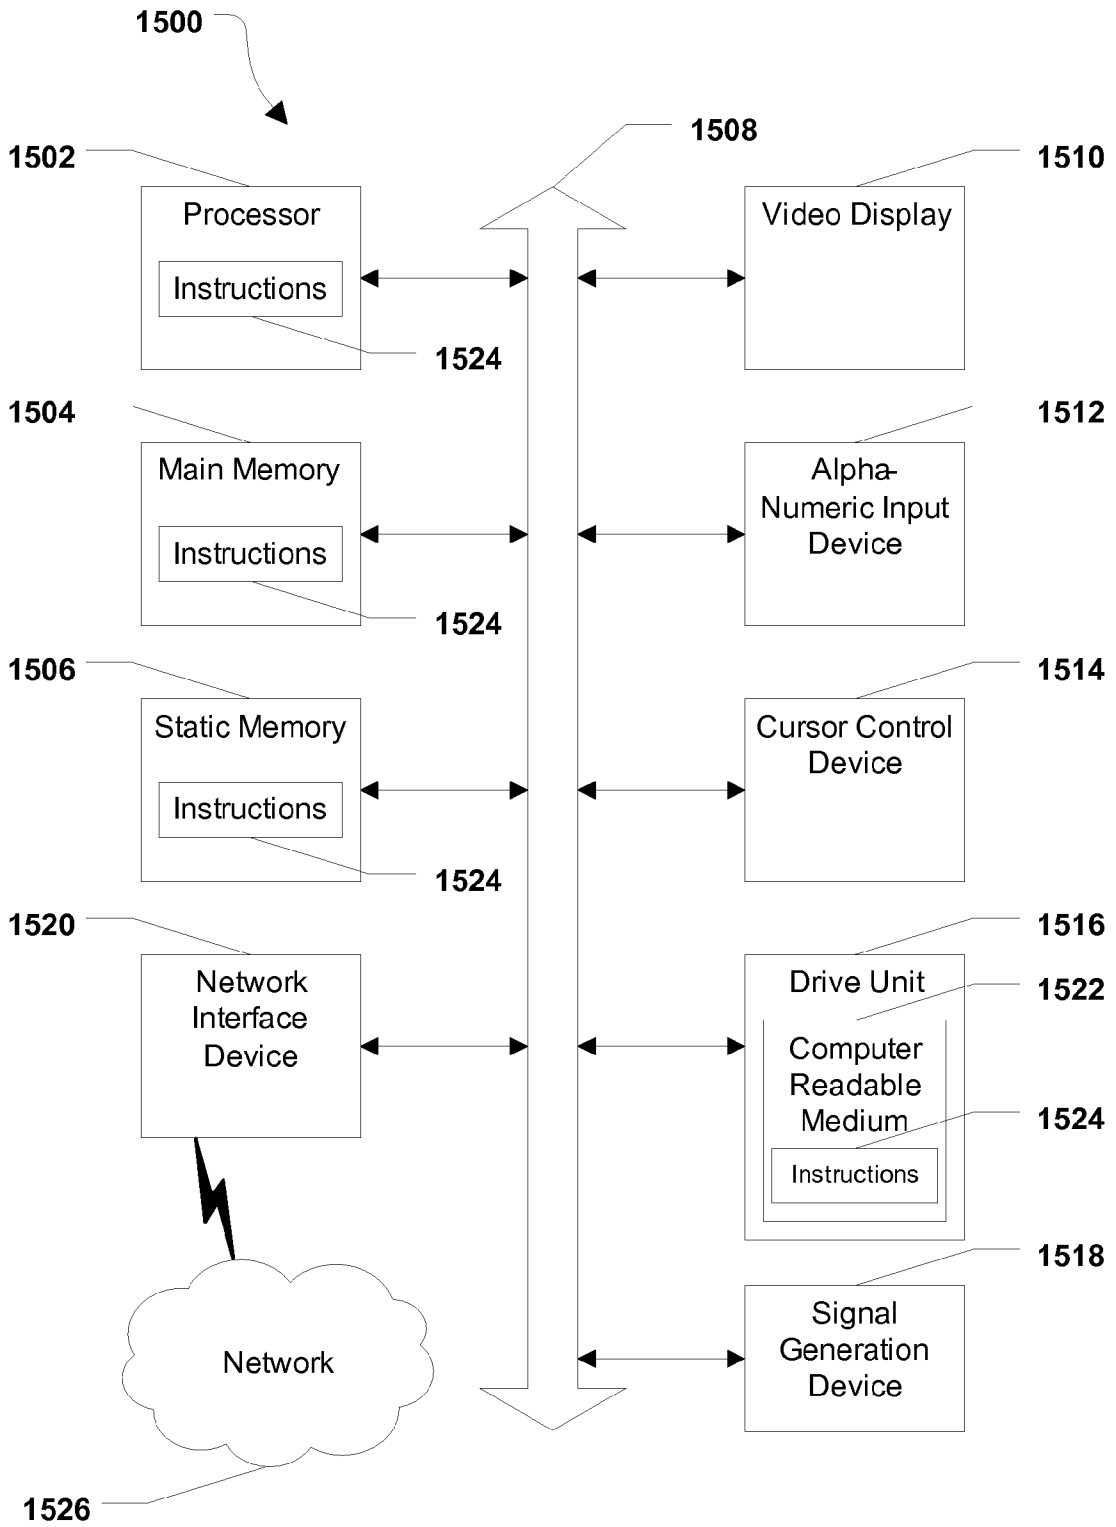 1500
1508
1502
Processor
Instructions
1524
1510
Video Display
1504
Main Memory
Instructions
1524
1512
Alpha-
Numeric Input
Device
1506
Static Memory
Instructions
1524
1514
Cursor Control
Device
1520
Network
Interface
Device
1516
Drive Unit
1522
Computer
Readable
Medium
1524
Instructions
1518
Signal
Generation
Device
Network
1526